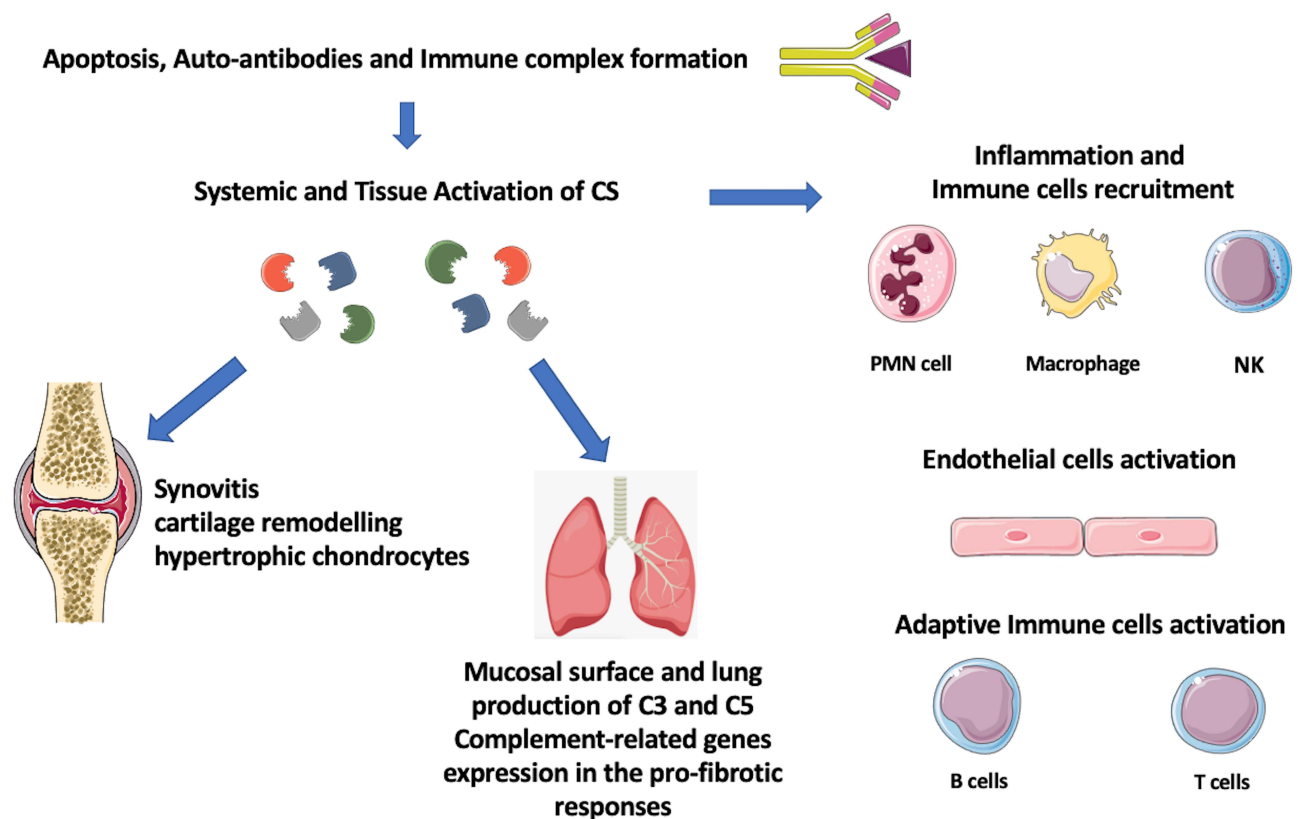 Apoptosis, Auto-antibodies and Immune complex formation
Systemic and Tissue Activation of CS
Inflammation and
Immune cells recruitment
PMN cell
Macrophage
NK
Synovitis
cartilage remodelling
hypertrophic chondrocytes
Endothelial cells activation
Mucosal surface and lung
production of C3 and C5
Complement-related genes
expression in the pro-fibrotic
responses
Adaptive Immune cells activation
B cells
T cells